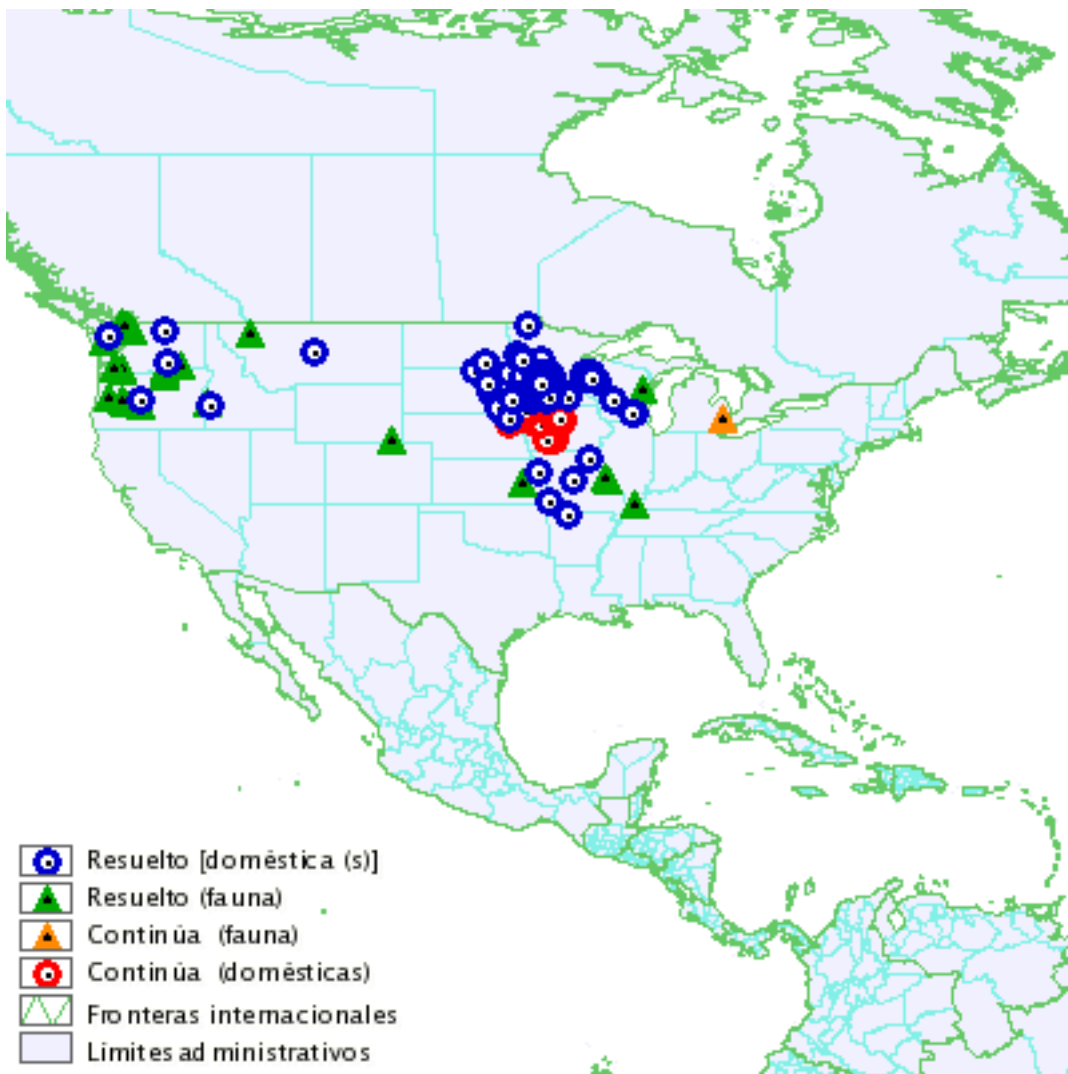 Resuelto [doméstica (s)]
Resuelto (fauna)
Continúa (fauna)
Continúa (domésticas)
Fronteras internacionales
Límites administrativos